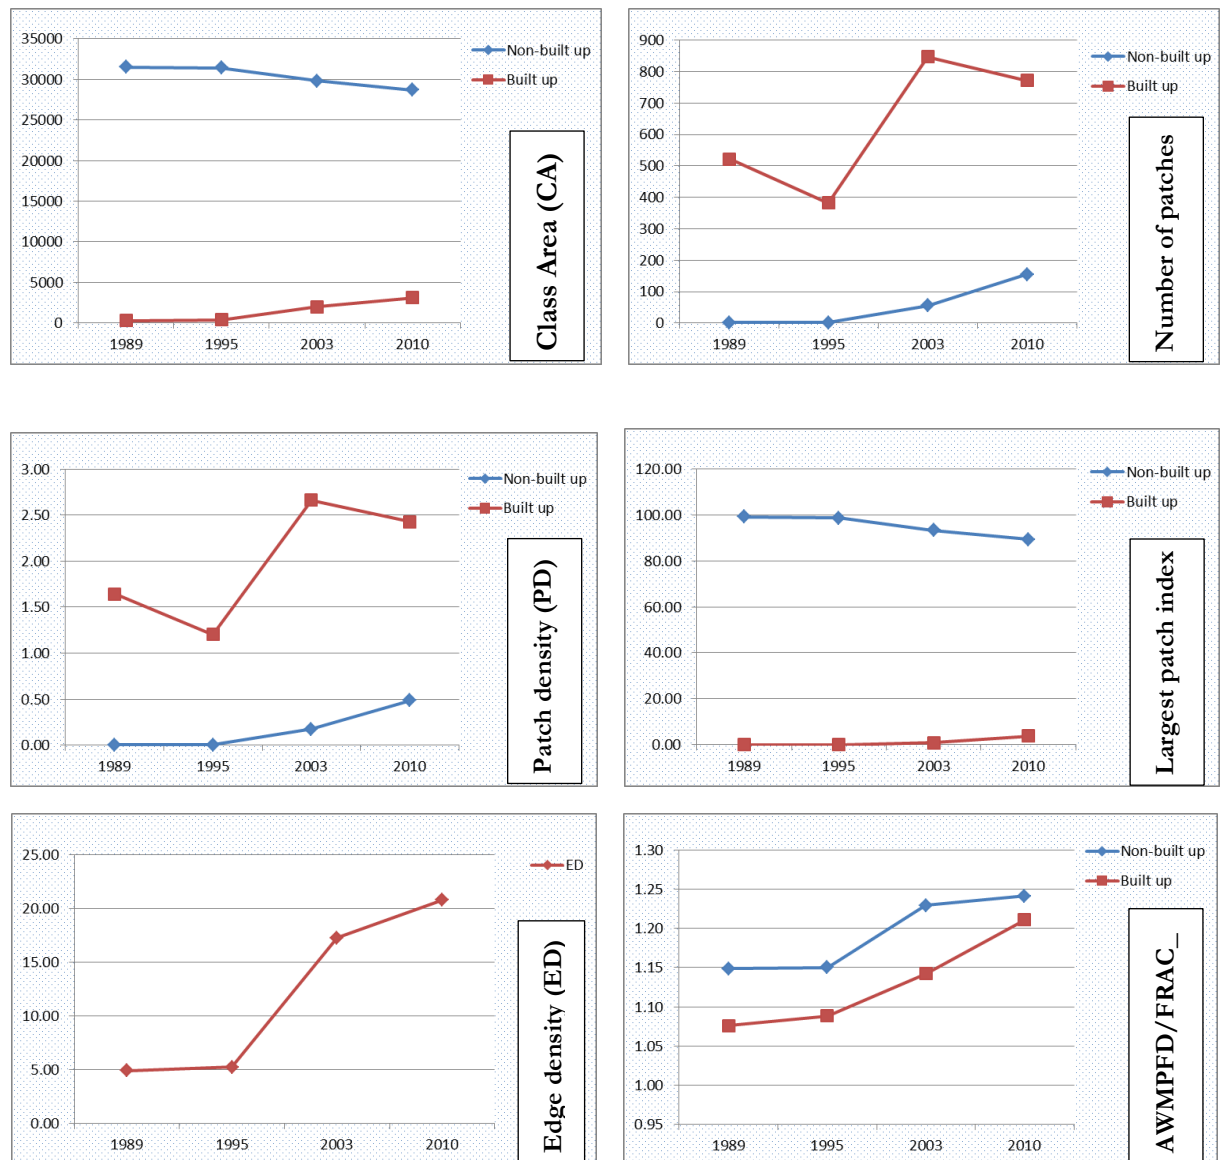 35000
30000
25000
20000
15000
10000
5000
0
1989 1995 2003 2010
Non-built up
Built up
Class Area (CA)
900
800
700
600
500
400
300
200
100
0
1989 1995 2003 2010
Non-built up
Built up
Number of patches
3.00
2.50
2.00
1.50
1.00
0.50
0.00
1989 1995 2003 2010
Non-built up
Built up
Patch density (PD)
120.00
100.00
80.00
60.00
40.00
20.00
0.00
1989 1995 2003 2010
Non-built up
Built up
Largest patch index
25.00
20.00
15.00
10.00
5.00
0.00
1989 1995 2003 2010
ED
Edge density (ED)
1.30
1.25
1.20
1.15
1.10
1.05
1.00
0.95
1989 1995 2003 2010
Non-built up
Built up
AWMPFD/FRAC_